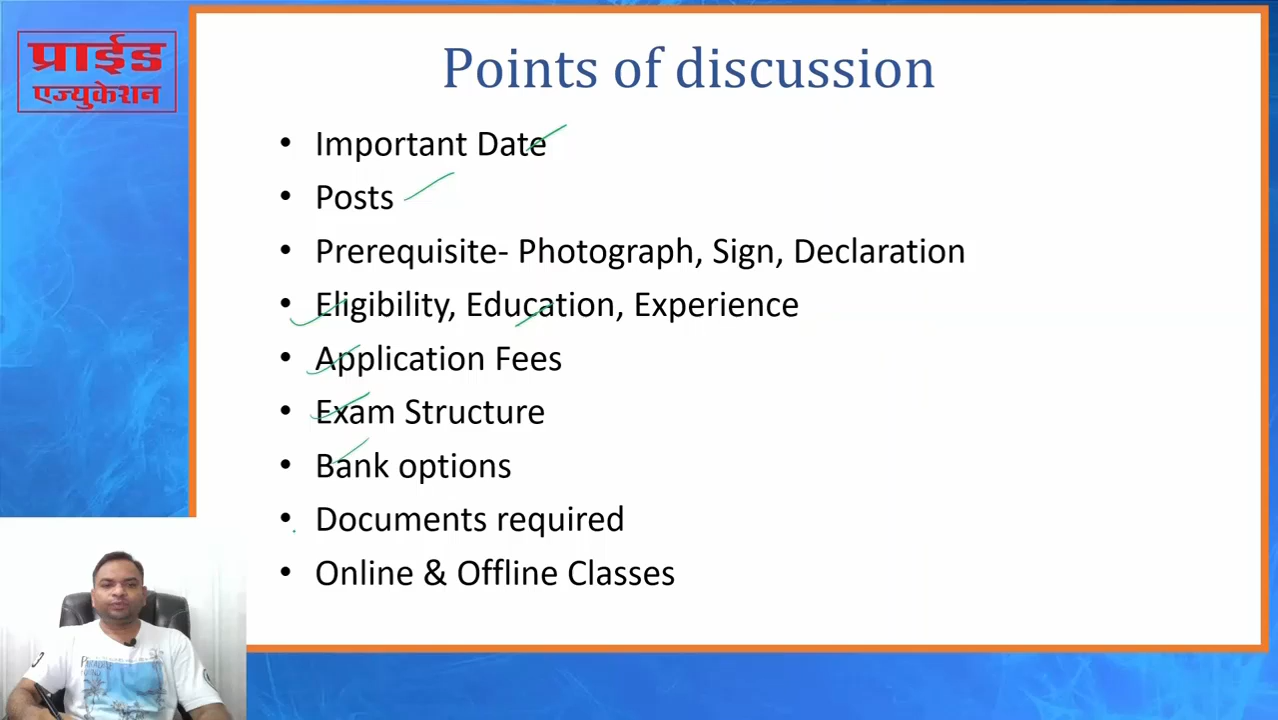 प्राईड
एज्युकेशन
Points of discussion
• Important Date
• Posts
• Prerequisite- Photograph, Sign, Declaration
• Eligibility, Education, Experience
• Application Fees
• Exam Structure
• Bank options
• Documents required
• Online & Offline Classes